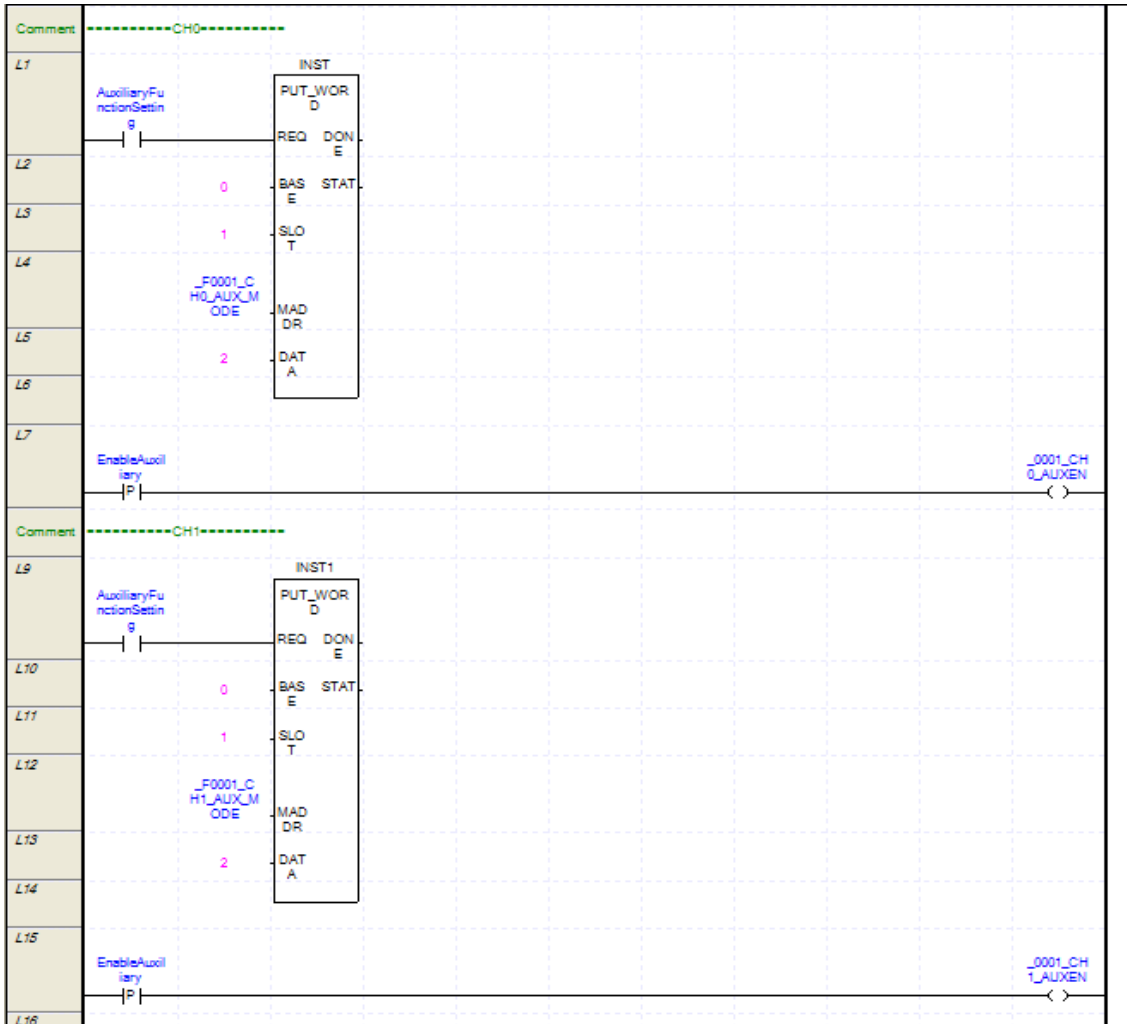 Comment ----------CH0----------
L1 INST
AuxiliaryFu PUT_WOR
nctionSettin D
g
REQ DON
E
P
L2
0 BAS STAT
E
L3
1 SLO
T
L4
_F0001_C
H0_AUX_M
ODE MAD
DR
L5
2 DAT
A
L6
L7
EnableAuxil _0001_CH
iary 0_AUXEN
P
Comment ----------CH1----------
L9 INST1
AuxiliaryFu PUT_WOR
nctionSettin D
g
REQ DON
E
L10
0 BAS STAT
E
L11
1 SLO
T
L12
_F0001_C
H1_AUX_M
ODE MAD
DR
L13
2 DAT
A
L14
L15
EnableAuxil _0001_CH
iary 1_AUXEN
P
L16